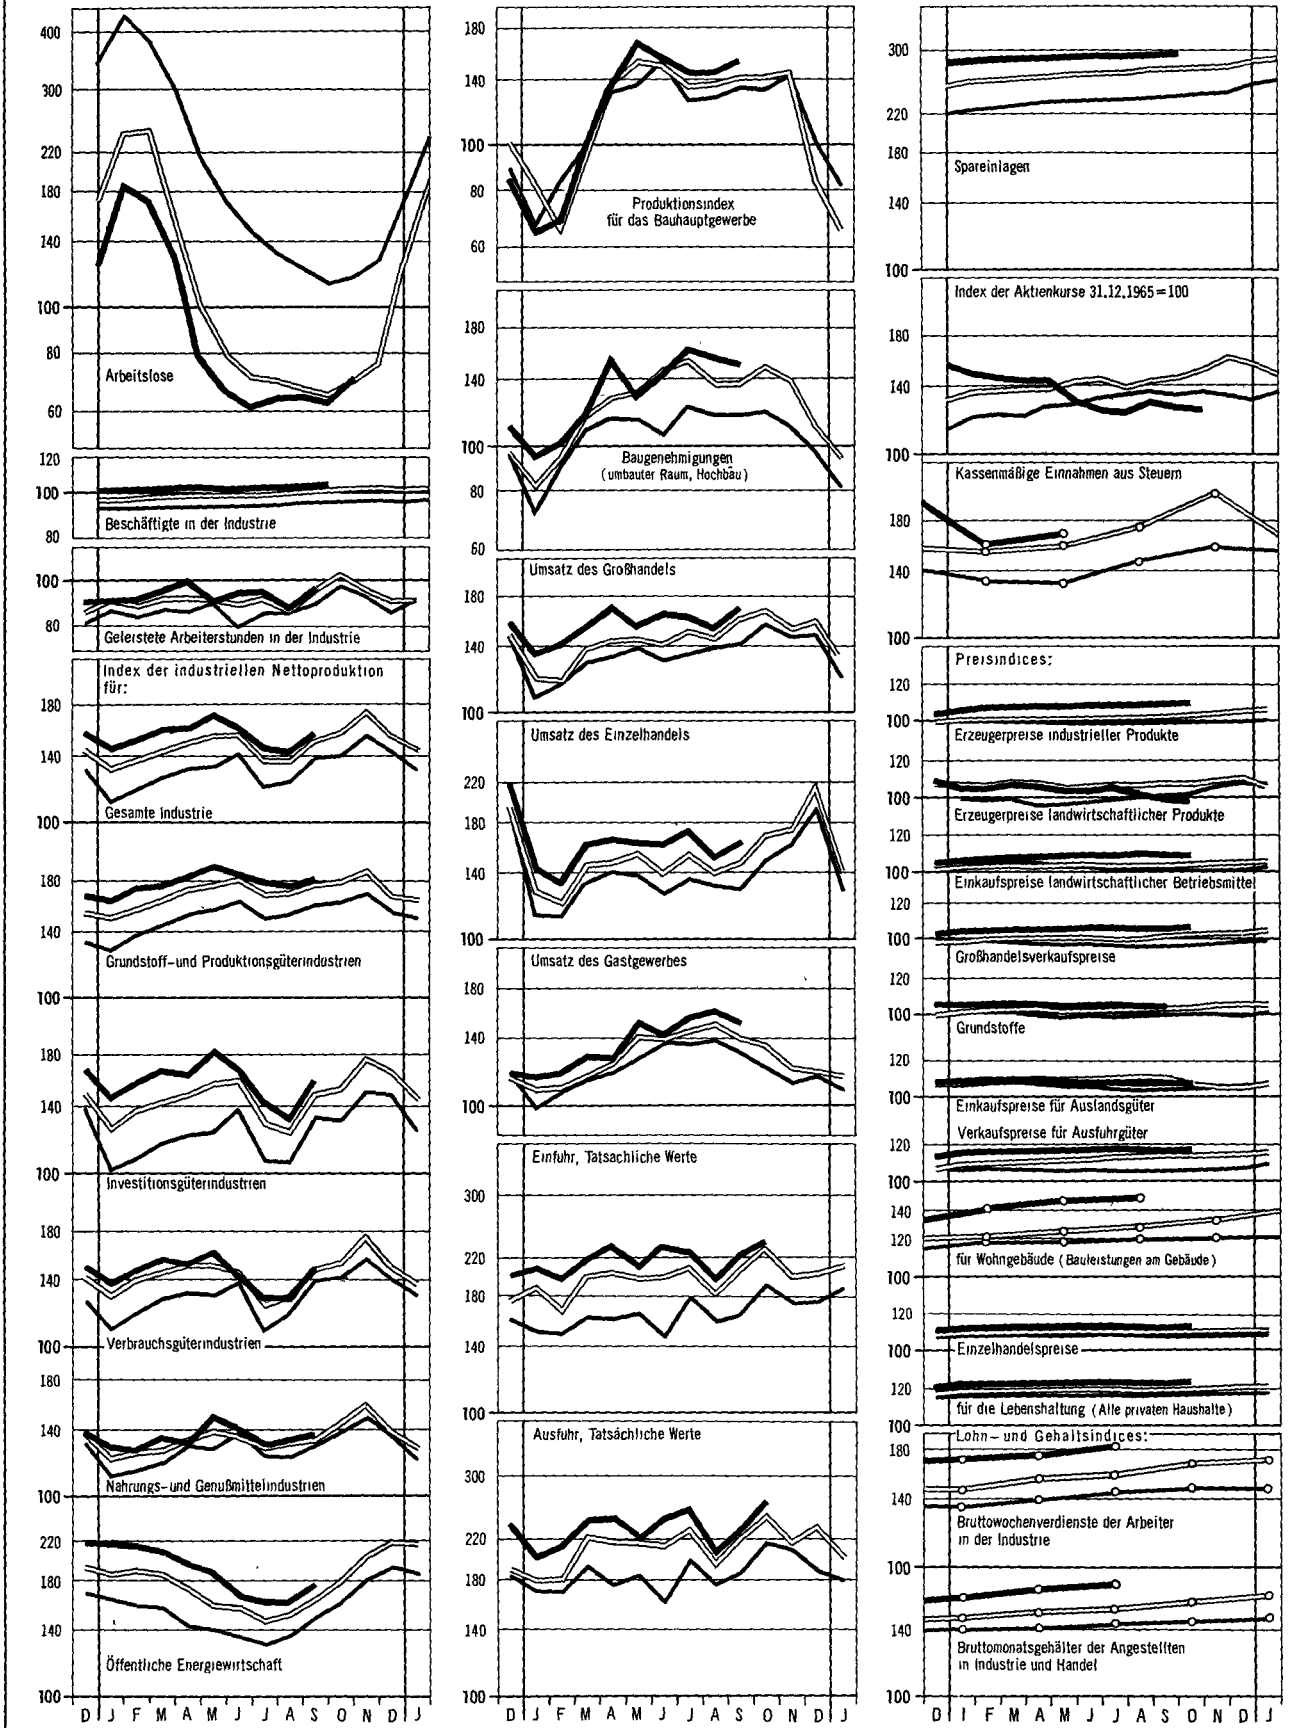 400
300
220
180
140
100
80
60
Arbeitslose
120
100
80
Beschäftigte in der Industrie
100
80
Geleistete Arbeiterstunden in der Industrie
Index der industriellen Nettoproduktion
für:
180
140
Gesamte Industrie
100
180
140
Grundstoff-und Produktionsgüterindustrien
100
180
140
100
Investitionsgüterindustrien
180
140
Verbrauchsgüterindustrien
100
180
140
Nahrungs-und Genußmittelindustrien
100
220
180
140
Öffentliche Energiewirtschaft
100
D J F M A M J J A S O N D J
180
140
100
80
60
Produktionsindex
für das Bauhauptgewerbe
180
140
100
80
60
Baugenehmigungen
(umbauter Raum, Hochbau)
Umsatz des Großhandels
180
140
100
Umsatz des Einzelhandels
220
180
140
100
Umsatz des Gastgewerbes
180
140
100
Einfuhr, Tatsächliche Werte
300
220
180
140
100
Ausfuhr, Tatsächliche Werte
300
220
180
140
100
D J F M A M J J A S O N D J
300
220
180
140
100
Spareinlagen
Index der Aktienkurse 31.12.1965=100
180
140
100
Kassenmäßige Einnahmen aus Steuern
180
140
100
Preisindices:
120
100
Erzeugerpreise industrieller Produkte
120
100
Erzeugerpreise landwirtschaftlicher Produkte
120
100
Einkaufspreise landwirtschaftlicher Betriebsmittel
120
100
Großhandelsverkaufspreise
120
100
Grundstoffe
120
100
Einkaufspreise für Auslandsgüter
Verkaufspreise für Ausfuhrgüter
120
100
140
120
für Wohngebäude (Bauleistungen am Gebäude)
100
120
100
Einzelhandelspreise
120
für die Lebenshaltung (Alle privaten Haushalte)
100
Lohn- und Gehaltsindices:
180
140
Bruttowochenverdienste der Arbeiter
in der Industrie
100
140
Bruttomonatsgehälter der Angestellten
in Industrie und Handel
100
D J F M A M J J A S O N D J